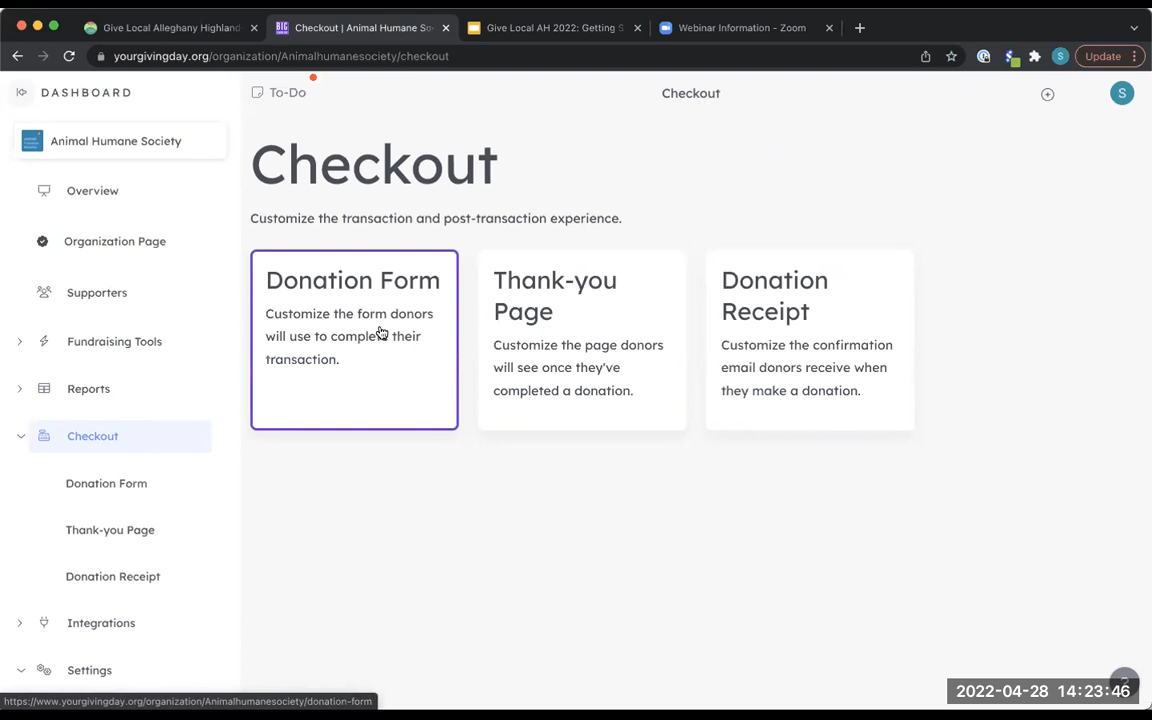 Give Local Alleghany Highland
Checkout | Animal Humane So
Give Local AH 2022: Getting S
Webinar Information - Zoom
yourgivingday.org/organization/Animalhumanesociety/checkout
S
Update
DASHBOARD
To-Do
Checkout
S
Animal Humane Society
Overview
Organization Page
Supporters
Fundraising Tools
Reports
Checkout
Donation Form
Thank-you Page
Donation Receipt
Integrations
Settings
Checkout
Customize the transaction and post-transaction experience.
Donation Form
Customize the form donors
will use to complete their
transaction.
Thank-you
Page
Customize the page donors
will see once they've
completed a donation.
Donation
Receipt
Customize the confirmation
email donors receive when
they make a donation.
https://www.yourgivingday.org/organization/Animalhumanesociety/donation-form
2022-04-28 14:23:46